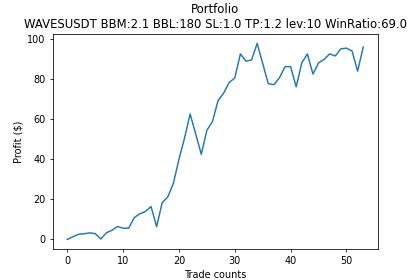 Portfolio
WAVESUSDT BBM:2.1 BBL:180 SL:1.0 TP:1.2 lev:10 WinRatio:69.0
100
80
60
40
20
0
Profit ($)
0 10 20 30 40 50
Trade counts